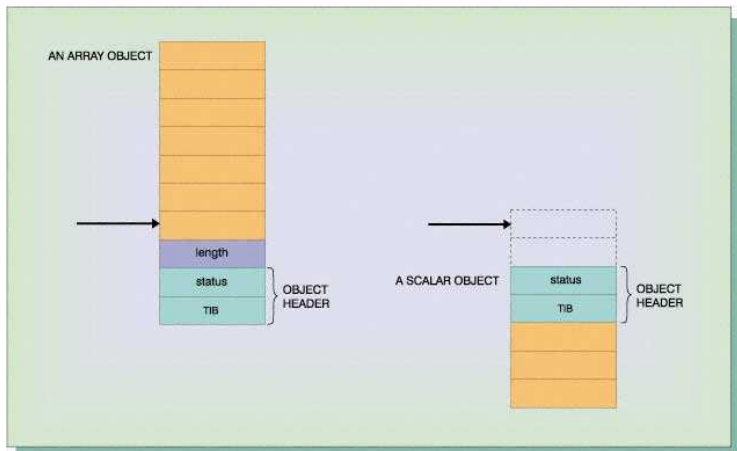 AN ARRAY OBJECT
length
status
TIB
OBJECT
HEADER
A SCALAR OBJECT
status
TIB
OBJECT
HEADER